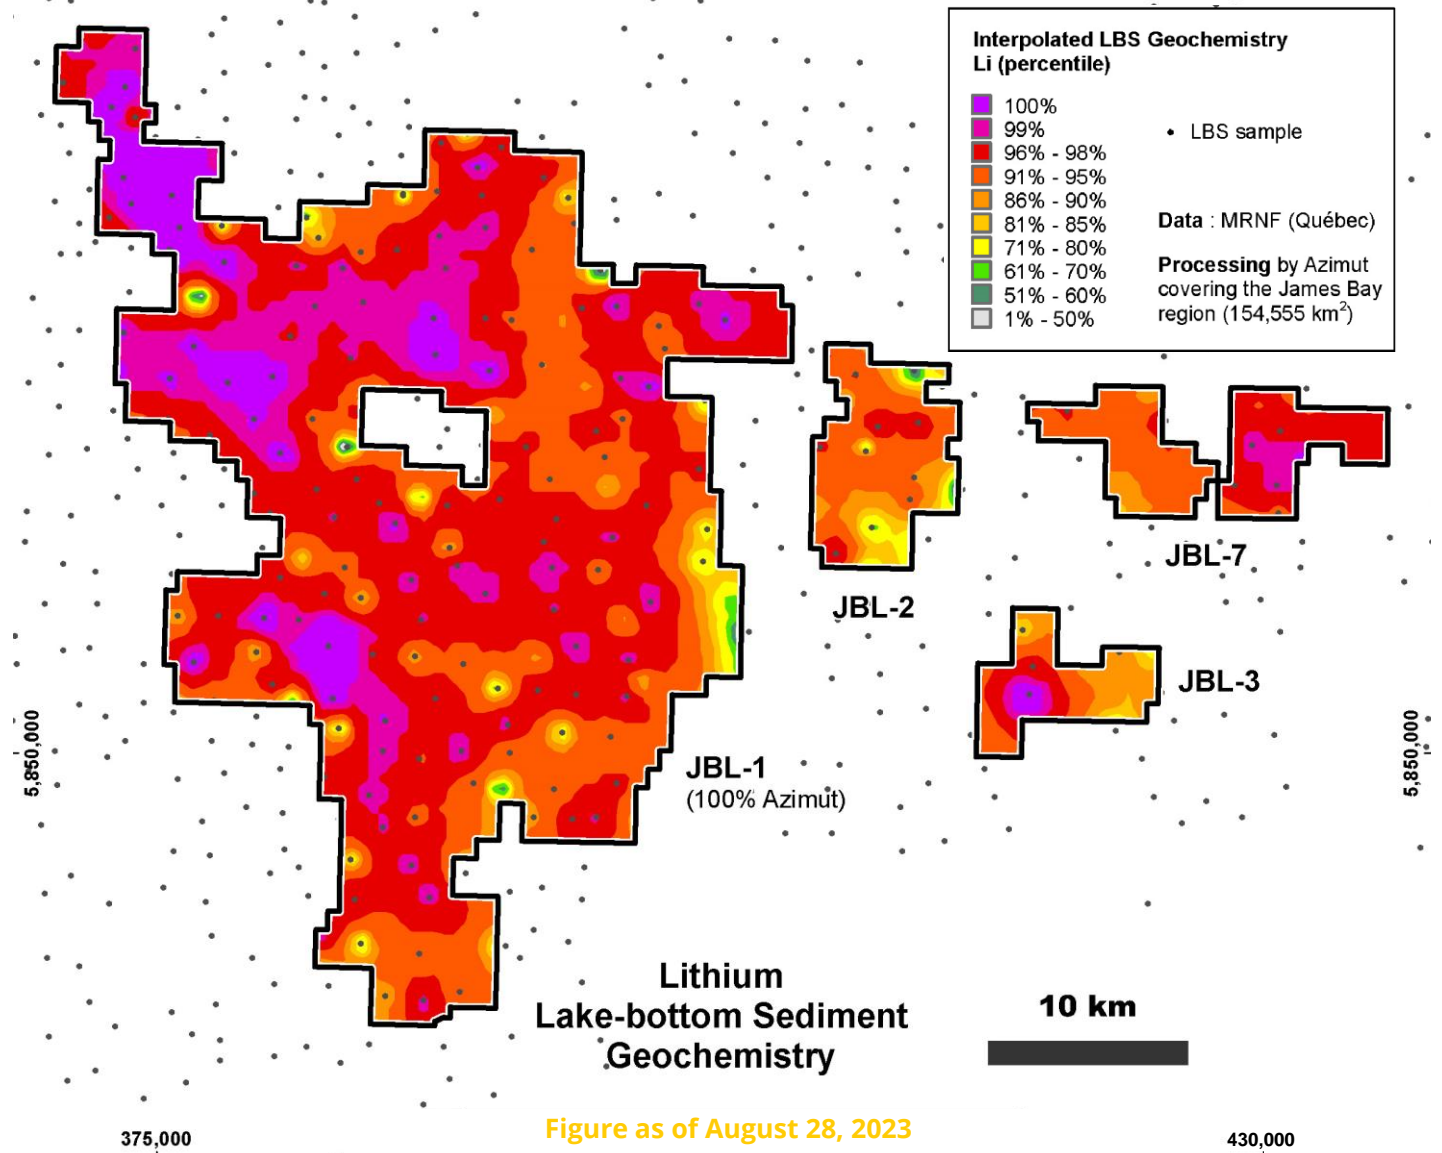 Interpolated LBS Geochemistry
Li (percentile)
100%
99%
96% - 98%
91% - 95%
86% - 90%
81% - 85%
71% - 80%
61% - 70%
51% - 60%
1% - 50%
LBS sample
Data : MRNF (Québec)
Processing by Azimut
covering the James Bay
region (154,555 km²)
JBL-7
JBL-2
JBL-3
JBL-1
(100% Azimut)
5,850,000
5,850,000
Lithium
Lake-bottom Sediment
Geochemistry
10 km
Figure as of August 28, 2023
375,000
430,000